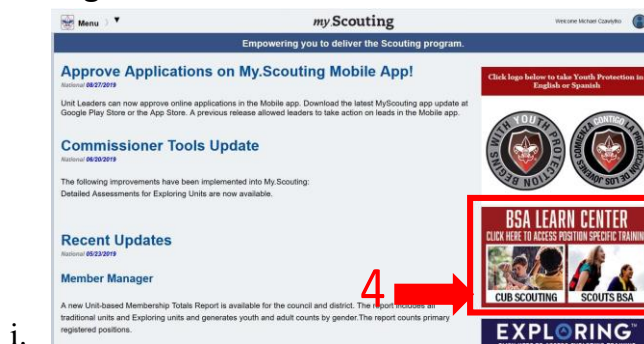 Menu
my.Scouting
Welcome Michael Czawlytko
Empowering you to deliver the Scouting program.
Approve Applications on My.Scouting Mobile App!
National 08/27/2019
Unit Leaders can now approve online applications in the Mobile app. Download the latest MyScouting app update at
Google Play Store or the App Store. A previous release allowed leaders to take action on leads in the Mobile app.
Commissioner Tools Update
National 06/20/2019
The following improvements have been implemented into My.Scouting:
Detailed Assessments for Exploring Units are now available.
Recent Updates
National 05/23/2019
Member Manager
A new Unit-based Membership Totals Report is available for the council and district. The report includes all
traditional units and Exploring units and generates youth and adult counts by gender.The report counts primary
registered positions.
Click logo below to take Youth Protection in
English or Spanish
YOUTH PROTECTION BEGINS WITH YOU
BSA LEARN CENTER
CLICK HERE TO ACCESS POSITION SPECIFIC TRAININ
CUB SCOUTING
SCOUTS BSA
EXPLORING
4
i.